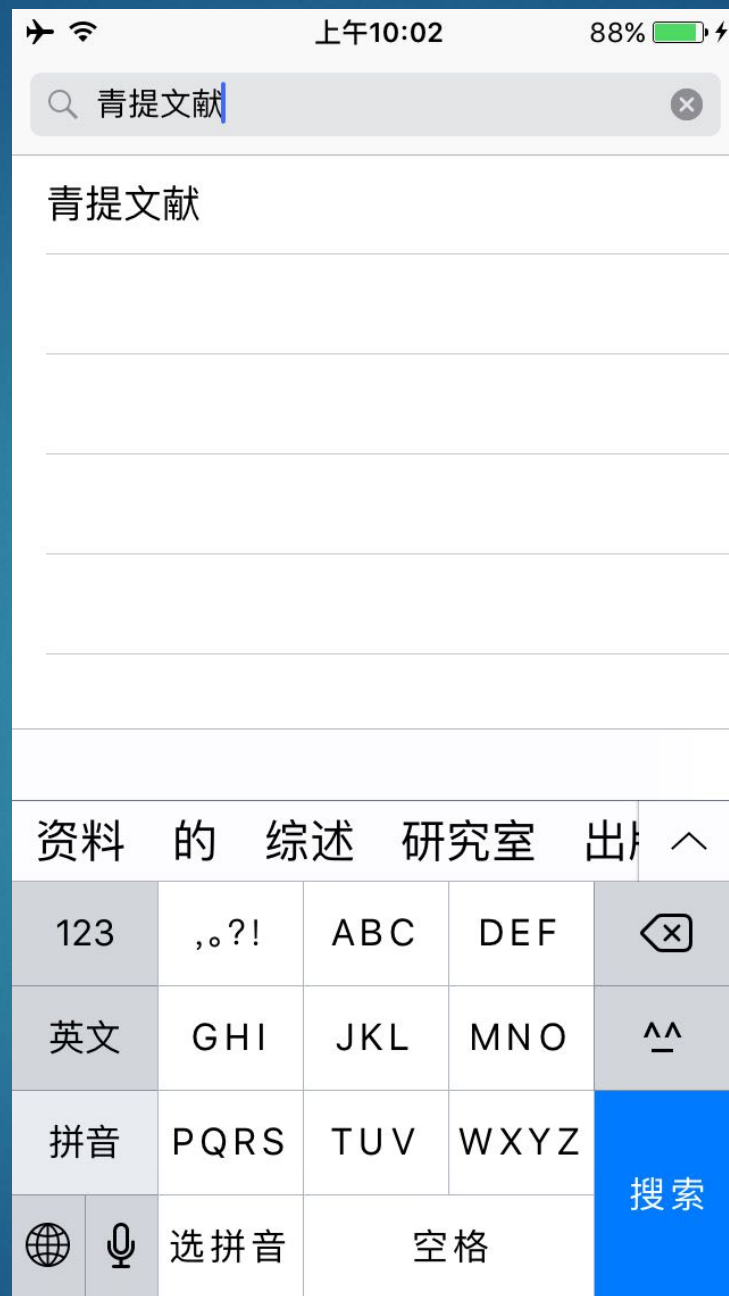 上午10:02 88%
青提文献
青提文献
资料 的 综述 研究室
123 ,。?! ABC DEF
英文 GHI JKL MNO ^^
拼音 PQRS TUV WXYZ
搜索
选拼音 空格